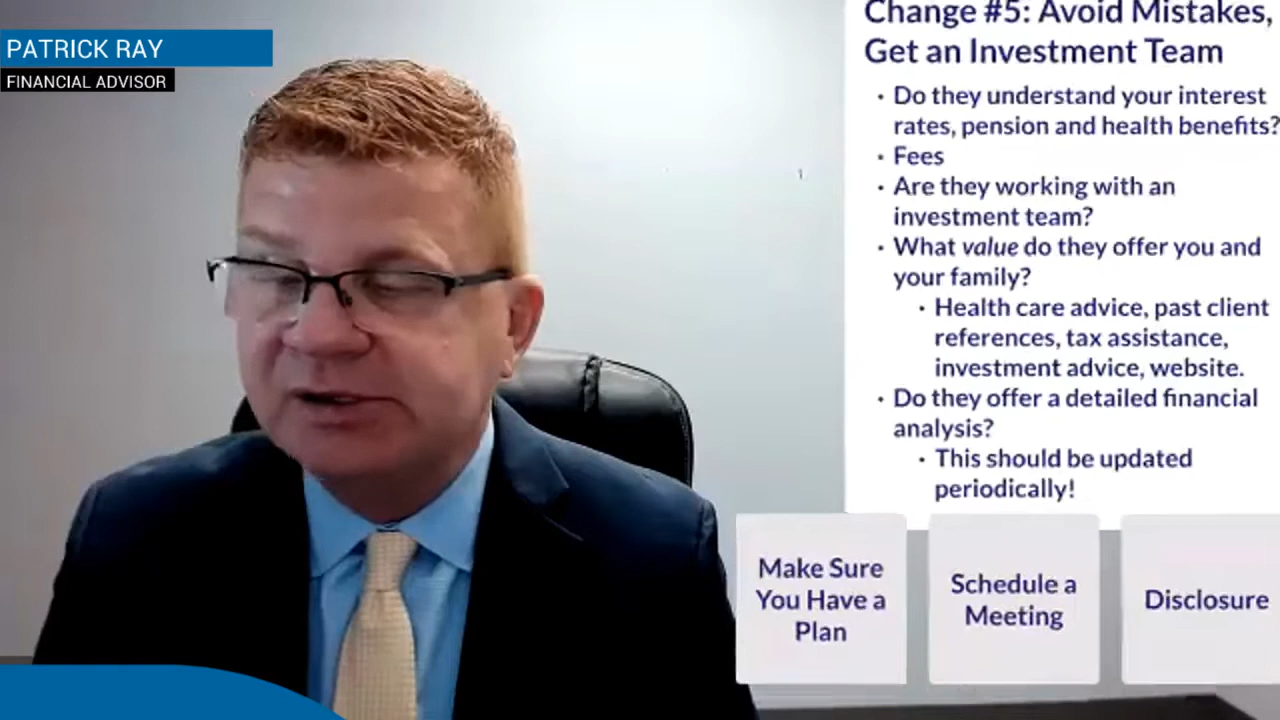 PATRICK RAY
FINANCIAL ADVISOR
Change #5: Avoid Mistakes,
Get an Investment Team
• Do they understand your interest
rates, pension and health benefits?
• Fees
• Are they working with an
investment team?
• What value do they offer you and
your family?
• Health care advice, past client
references, tax assistance,
investment advice, website.
• Do they offer a detailed financial
analysis?
• This should be updated
periodically!
Make Sure
You Have a
Plan
Schedule a
Meeting
Disclosure